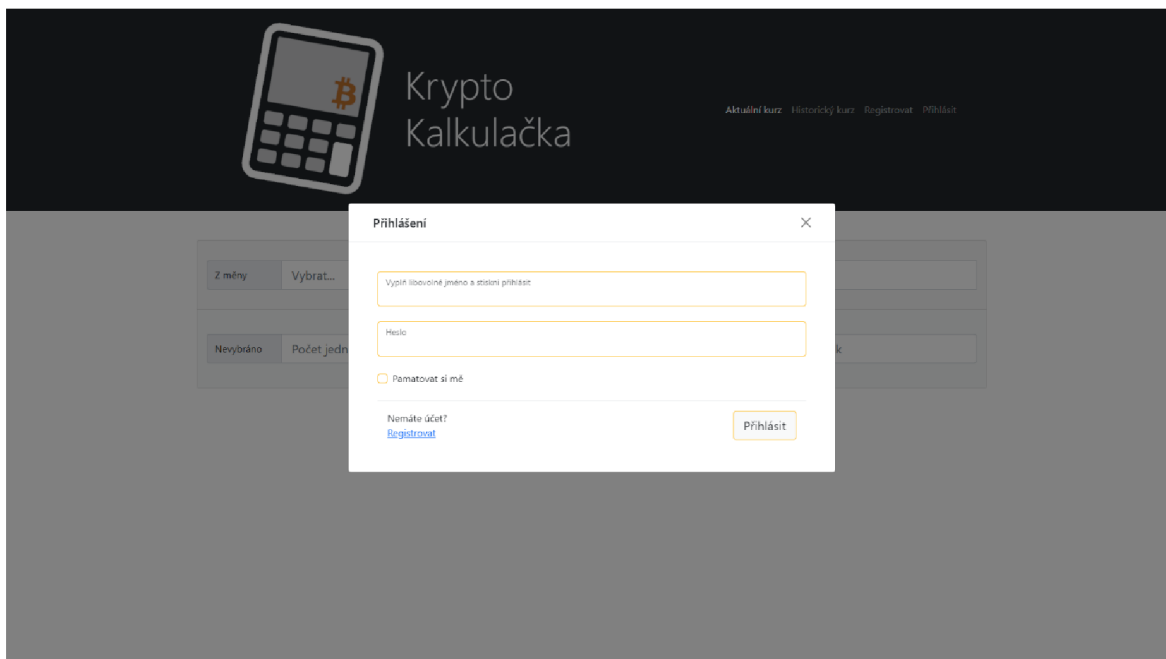 Krypto
Kalkulačka
Aktuální kurz Historický kurz Registrovat Přihlásit
Přihlášení
Z měny Vybrat...
Vyplň libovolné jméno a stiskni přihlásit
Heslo
Nevybráno Počet jedn k
Pamatovat si mě
Nemáte účet?
Registrovat
Přihlásit